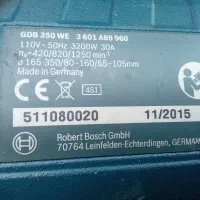 GDB 350 WE 3 601 A89 960
110V~50Hz 3200W 30A
n₀=420/820/1250 min⁻¹
⌀ 165-350/80-160/65-105mm
Made in Germany
4S1
511080020 11/2015
Robert Bosch GmbH
70764 Leinfelden-Echterdingen, Germany